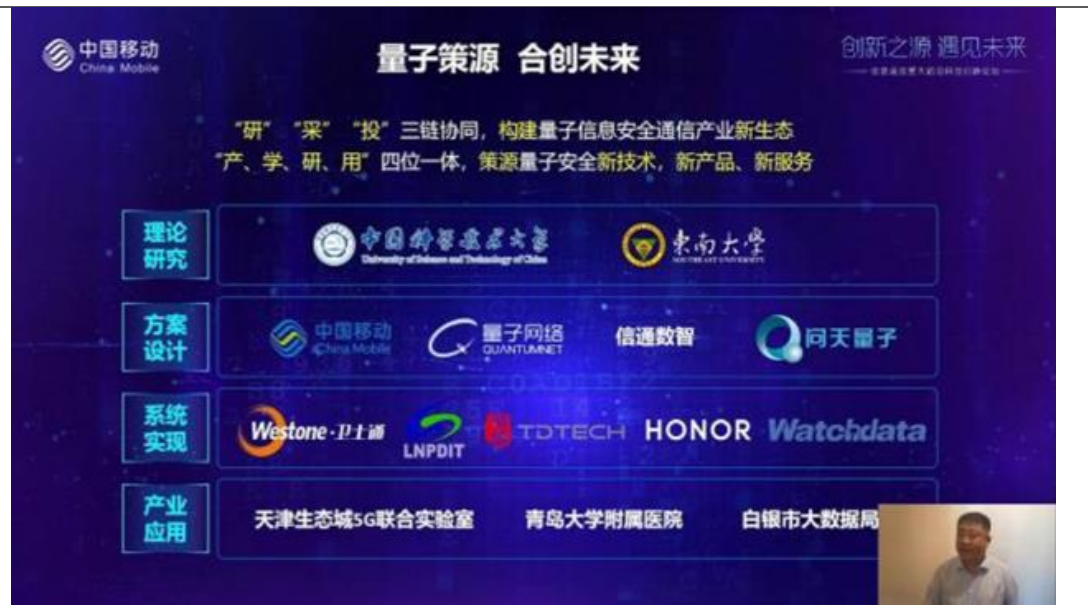 中国移动
China Mobile
量子策源 合创未来
创新之源 遇见未来
“研” “采” “投” 三链协同，构建量子信息安全通信产业新生态
“产、学、研、用” 四位一体，策源量子安全新技术，新产品、新服务
理论
研究
中国科学技术大学
University of Science and Technology of China
东南大学
SOUTHEAST UNIVERSITY
方案
设计
中国移动
China Mobile
量子网络
QUANTUMNET
信通数智
问天量子
系统
实现
Westone·卫士通
LNPDIT
TDTECH
HONOR
Watchdata
产业
应用
天津生态城5G联合实验室
青岛大学附属医院
白银市大数据局